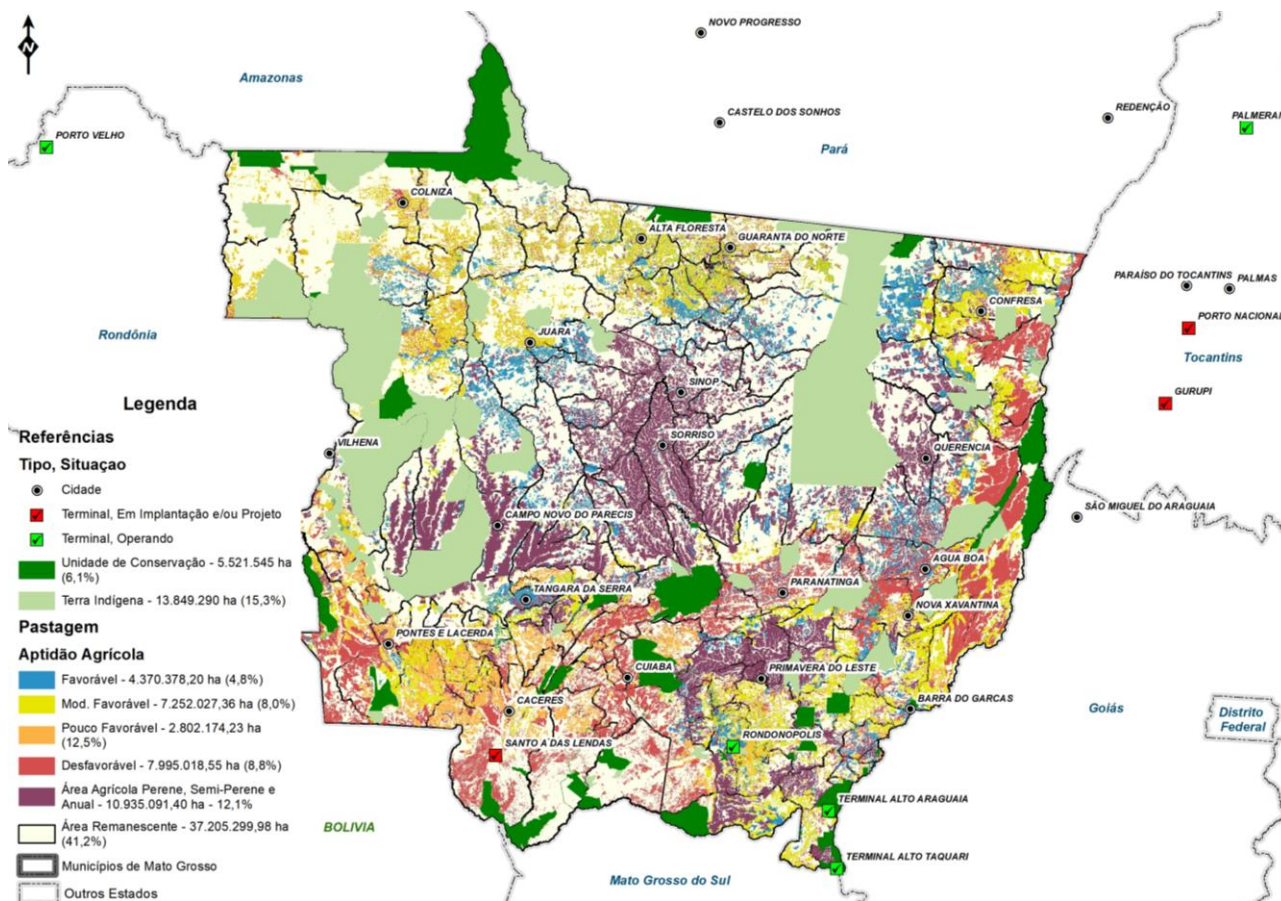 N
NOVO PROGRESSO
Amazonas
CASTELO DOS SONHOS
REDENÇÃO
PORTO VELHO
Pará
COLNIZA
ALTA FLORESTA
GUARANTA DO NORTE
PARAÍSO DO TOCANTINS
PALMAS
CONFRESA
PORTO NACIONAL
Rondônia
JUARA
Tocantins
SINOP
GURUPI
Legenda
Referências
Tipo, Situaçao
Cidade
Terminal, Em Implantação e/ou Projeto
Terminal, Operando
Unidade de Conservação - 5.521.545 ha
(6,1%)
Terra Indígena - 13.849.290 ha (15,3%)
Pastagem
Aptidão Agrícola
Favorável - 4.370.378,20 ha (4,8%)
Mod. Favorável - 7.252.027,36 ha (8,0%)
Pouco Favorável - 2.802.174,23 ha
(12,5%)
Desfavorável - 7.995.018,55 ha (8,8%)
Área Agrícola Perene, Semi-Perene e
Anual - 10.935.091,40 ha - 12,1%
Área Remanescente - 37.205.299,98 ha
(41,2%)
Municípios de Mato Grosso
Outros Estados
VILHENA
SORRISO
QUERENCIA
CAMPO NOVO DO PARECIS
SÃO MIGUEL DO ARAGUAIA
AGUA BOA
TANGARA DA SERRA
PARANATINGA
NOVA XAVANTINA
PONTES E LACERDA
CUIABA
PRIMAVERA DO LESTE
CACERES
BARRA DO GARCAS
Goiás
Distrito
Federal
SANTO A DAS LENDAS
RONDONOPOLIS
TERMINAL ALTO ARAGUAIA
BOLIVIA
TERMINAL ALTO TAQUARI
Mato Grosso do Sul